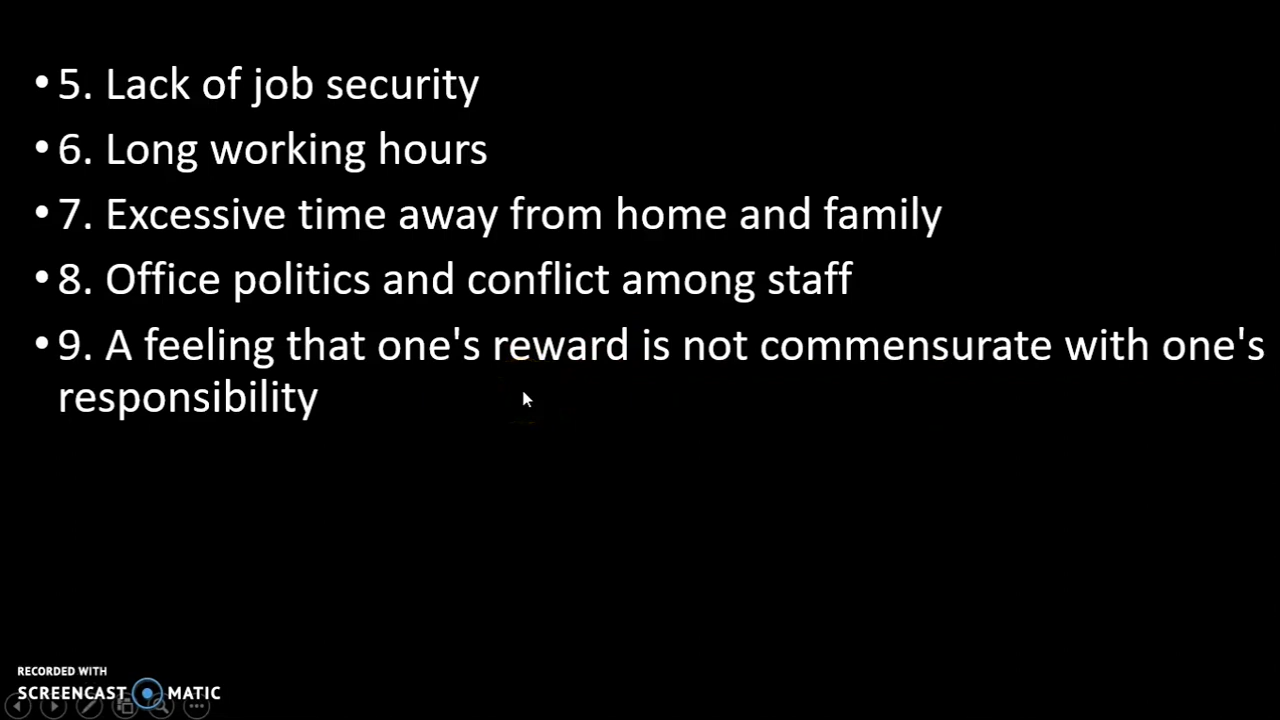 • 5. Lack of job security
• 6. Long working hours
• 7. Excessive time away from home and family
• 8. Office politics and conflict among staff
• 9. A feeling that one's reward is not commensurate with one's
responsibility
RECORDED WITH
SCREENCAST MATIC